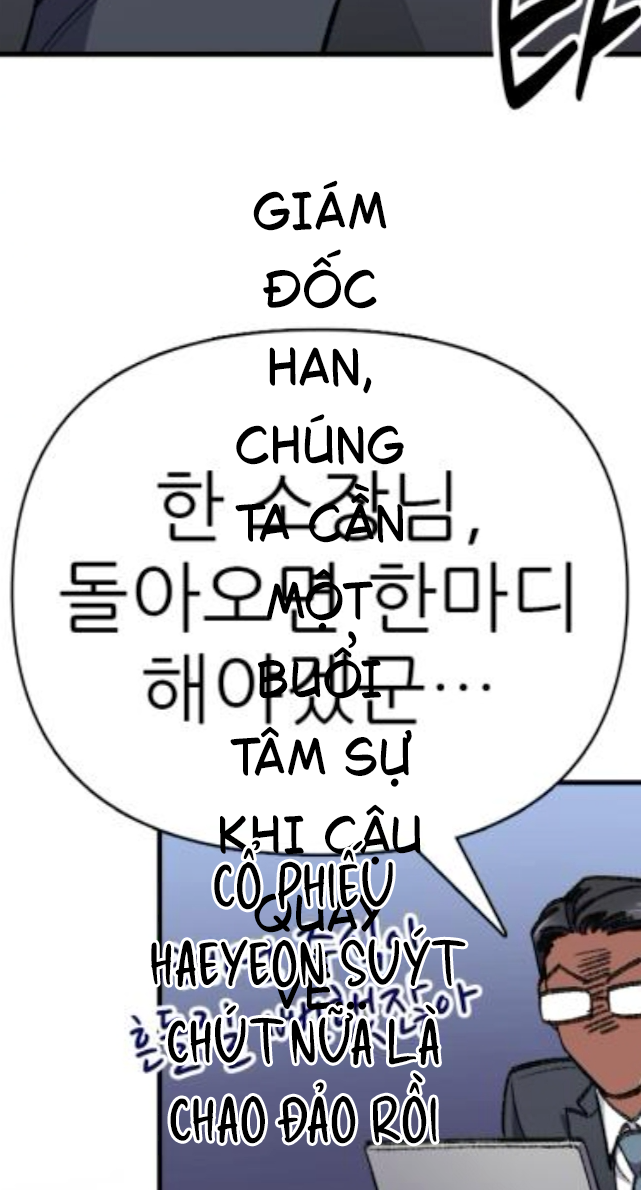 GIÁM
ĐỐC
HAN,
CHÚNG
TA CẦN
MỘT
BUỔI
TÂM SỰ
KHI CẬU
QUAY
VỀ...
한 소장님,
돌아오면 한마디
해야겠군...
CỔ PHIẾU
HAEYEON SUÝT
CHÚT NỮA LÀ
CHAO ĐẢO RỒI